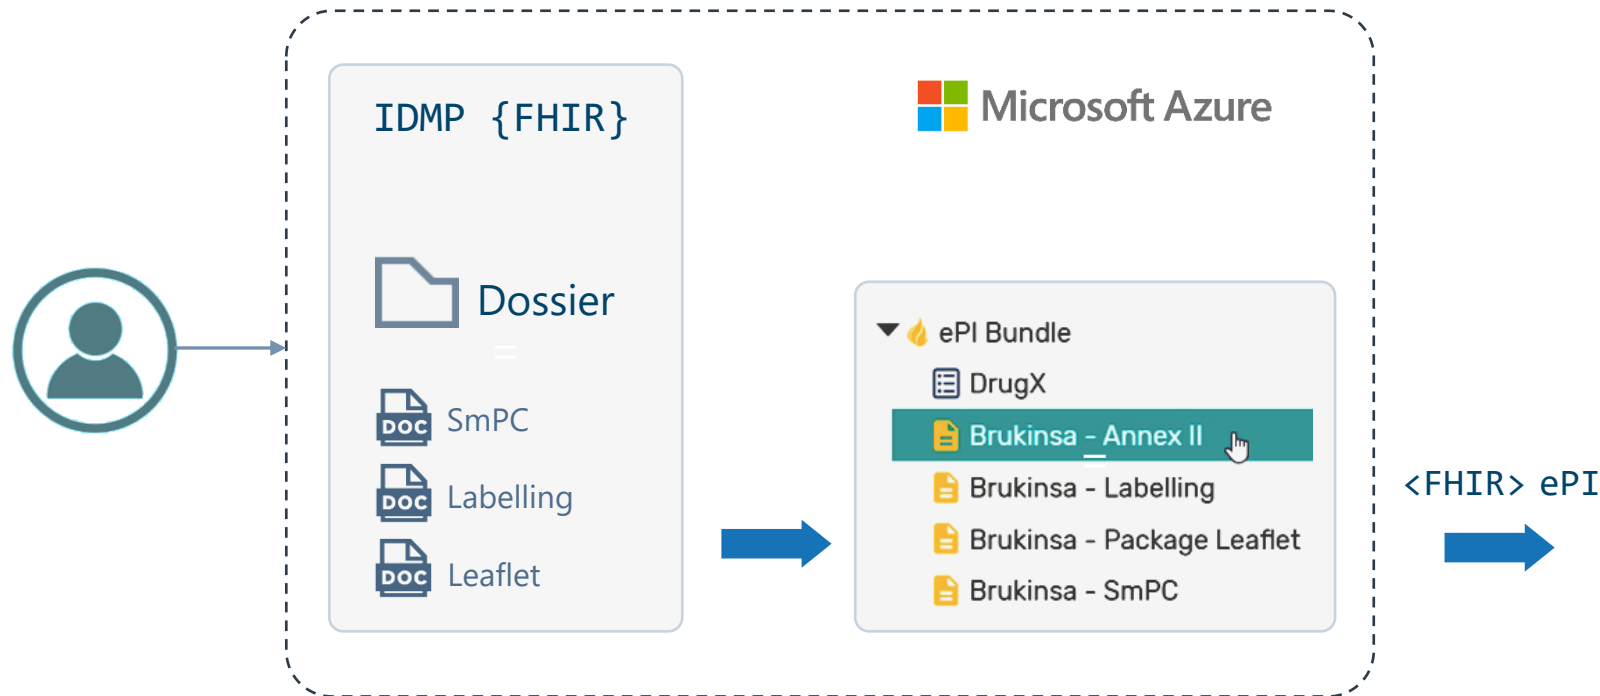 IDMP {FHIR}
Microsoft Azure
Dossier
DOC SmPC
DOC Labelling
DOC Leaflet
ePI Bundle
DrugX
Brukinsa - Annex II
Brukinsa - Labelling
Brukinsa - Package Leaflet
Brukinsa - SmPC
<FHIR> ePI